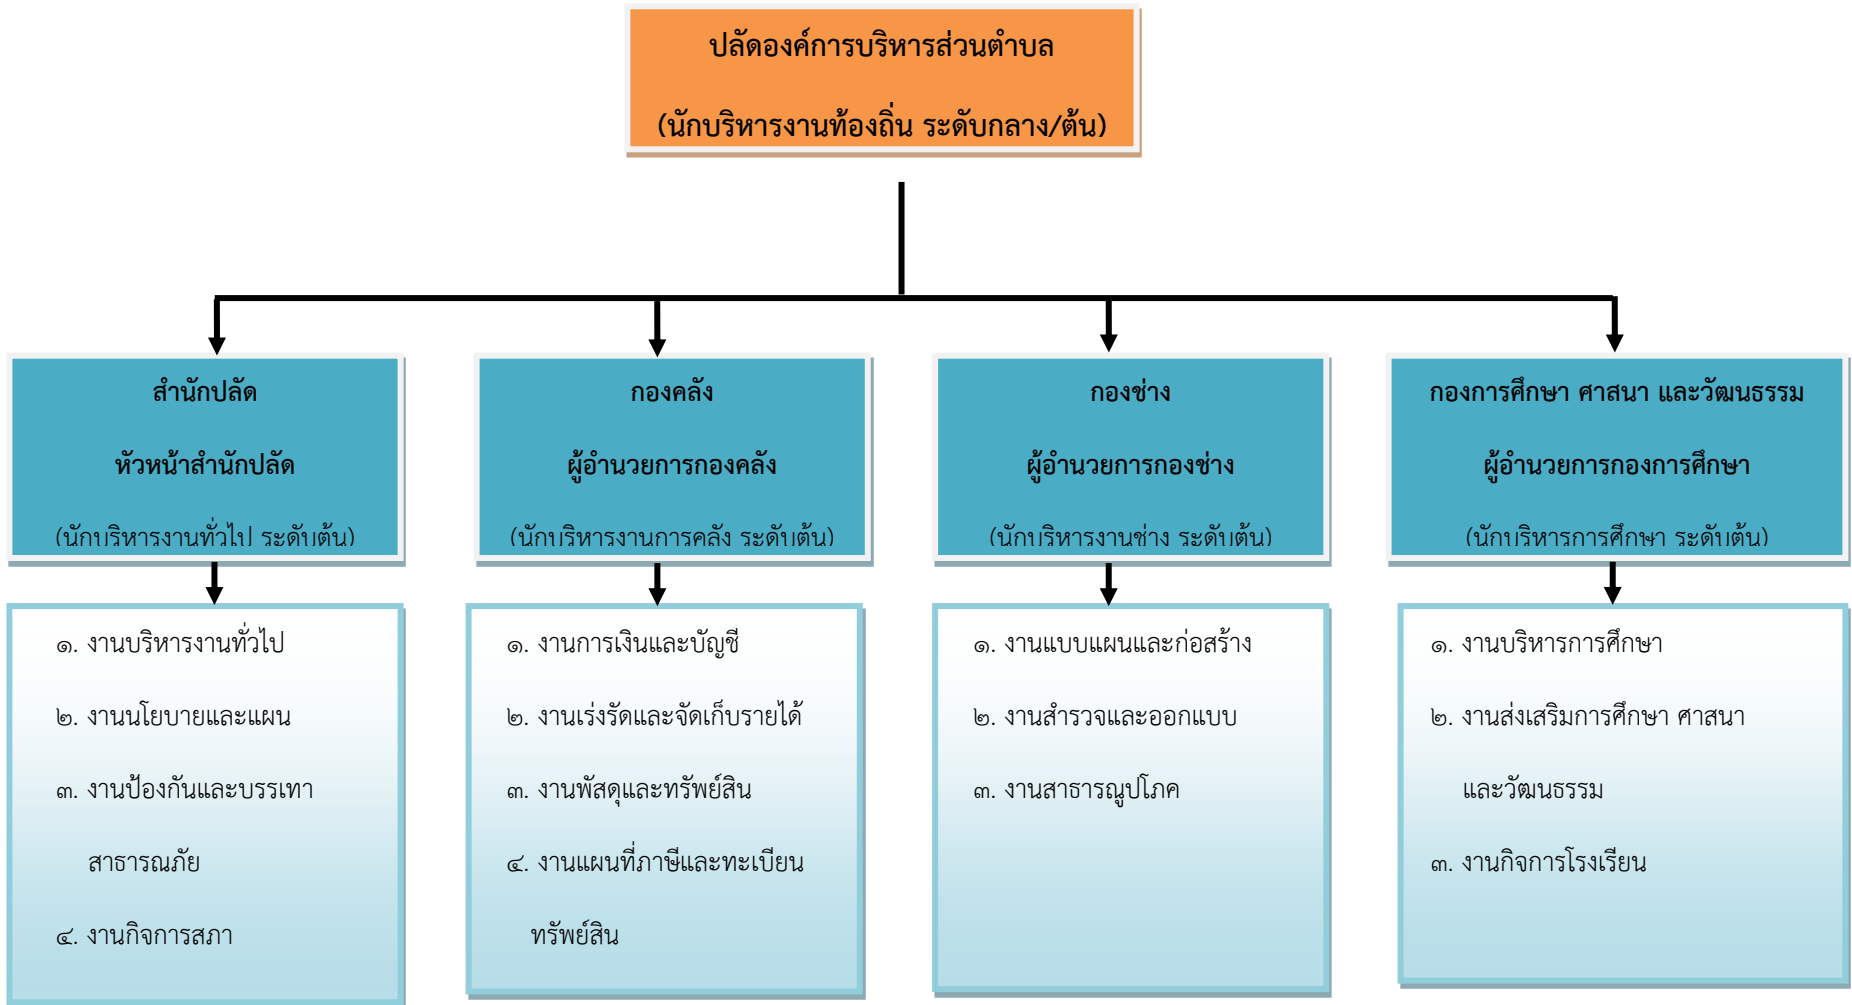 ปลัดองค์การบริหารส่วนตำบล
(นักบริหารงานท้องถิ่น ระดับกลาง/ต้น)
สำนักปลัด
หัวหน้าสำนักปลัด
(นักบริหารงานทั่วไป ระดับต้น)
กองคลัง
ผู้อำนวยการกองคลัง
(นักบริหารงานการคลัง ระดับต้น)
กองช่าง
ผู้อำนวยการกองช่าง
(นักบริหารงานช่าง ระดับต้น)
กองการศึกษา ศาสนา และวัฒนธรรม
ผู้อำนวยการกองการศึกษา
(นักบริหารการศึกษา ระดับต้น)
๑. งานบริหารงานทั่วไป
๒. งานนโยบายและแผน
๓. งานป้องกันและบรรเทา
สาธารณภัย
๔. งานกิจการสภา
๑. งานการเงินและบัญชี
๒. งานเร่งรัดและจัดเก็บรายได้
๓. งานพัสดุและทรัพย์สิน
๔. งานแผนที่ภาษีและทะเบียน
ทรัพย์สิน
๑. งานแบบแผนและก่อสร้าง
๒. งานสำรวจและออกแบบ
๓. งานสาธารณูปโภค
๑. งานบริหารการศึกษา
๒. งานส่งเสริมการศึกษา ศาสนา
และวัฒนธรรม
๓. งานกิจการโรงเรียน